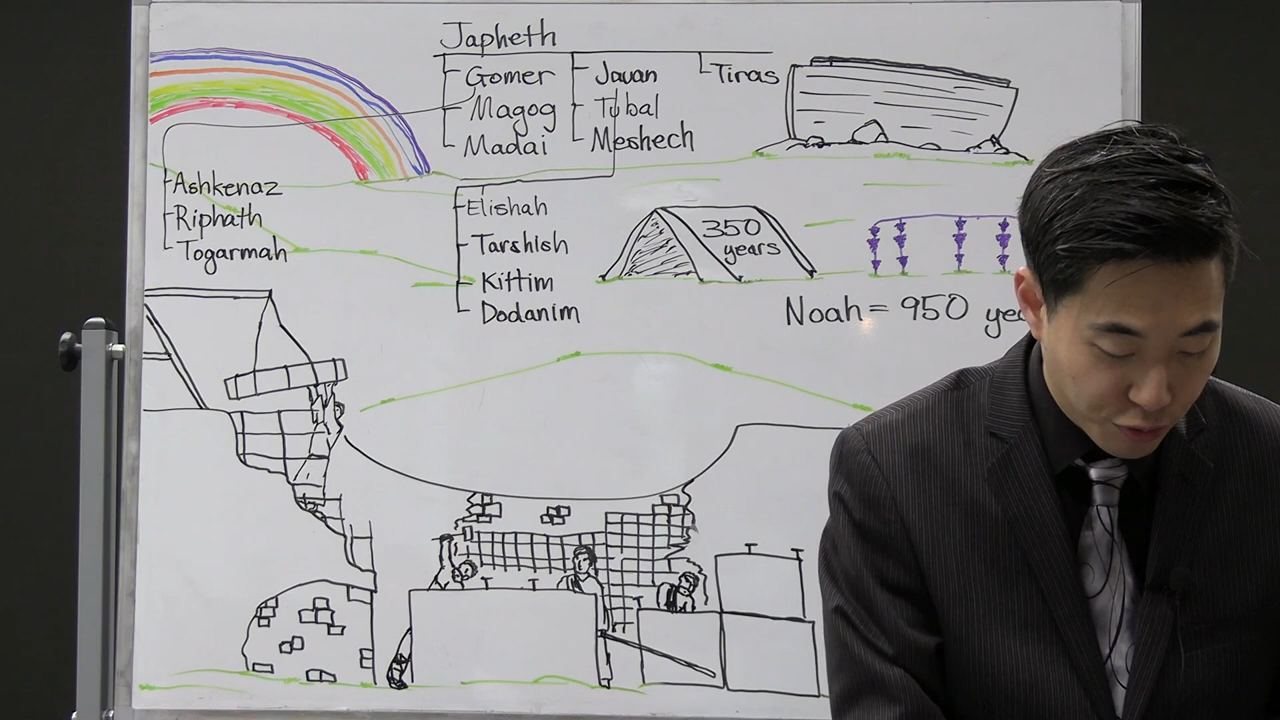 Japheth
Gomer
Magog
Madai
Javan
Tubal
Meshech
Tiras
Ashkenaz
Riphath
Togarmah
Elishah
Tarshish
Kittim
Dodanim
350
years
Noah = 950